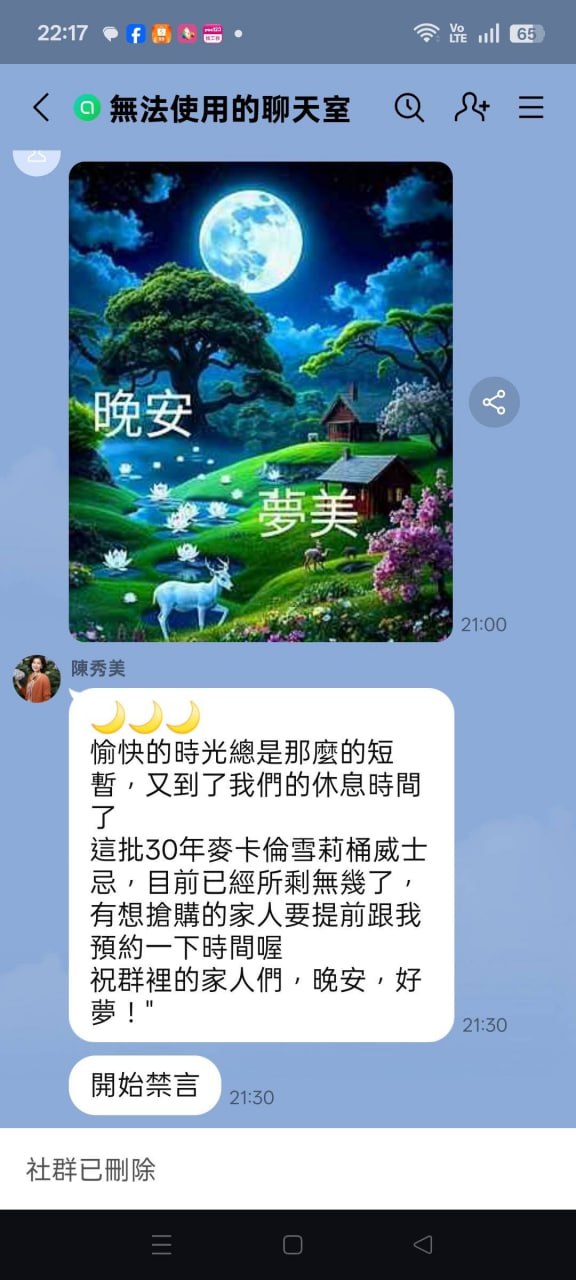 22:17
Vo
LTE
65
無法使用的聊天室
晚安
夢美
21:00
陳秀美
🌙🌙🌙
愉快的時光總是那麼的短
暫，又到了我們的休息時間
了
這批30年麥卡倫雪莉桶威士
忌，目前已經所剩無幾了，
有想搶購的家人要提前跟我
預約一下時間喔
祝群裡的家人們，晚安，好
夢！"
21:30
開始禁言
21:30
社群已刪除